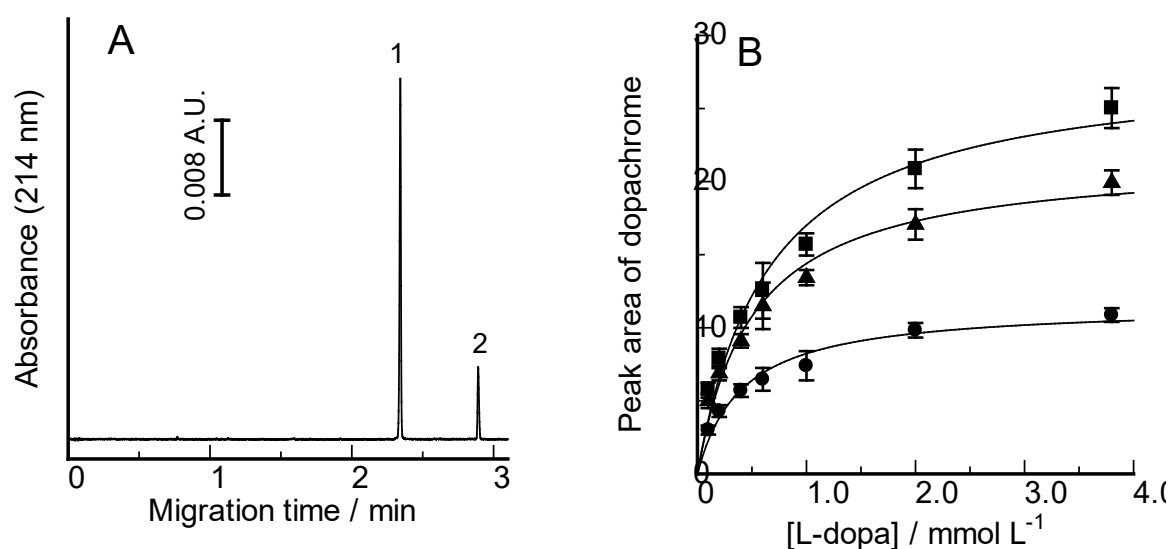 A
1
0.008 A.U.
2
Absorbance (214 nm)
0 1 2 3
Migration time / min
B
30
20
10
0
Peak area of dopachrome
0 1.0 2.0 3.0 4.0
[L-dopa] / mmol L-1